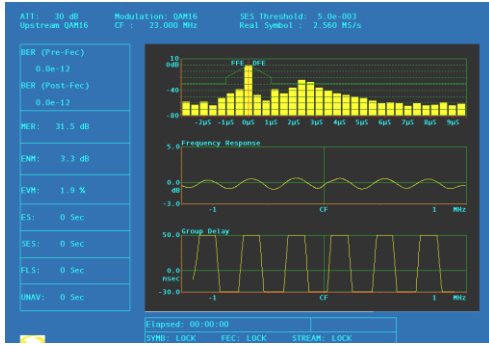 ATT: 30 dB Modulation: QAM16 SES Threshold: 5.0e-003
Upstream QAM16 CF : 23.000 MHz Real Symbol : 2.560 MS/s
BER (Pre-Fec)
0.0e-12
BER (Post-Fec)
0.0e-12
MER: 31.5 dB
ENM: 3.3 dB
EVM: 1.9 %
ES: 0 Sec
SES: 0 Sec
FLS: 0 Sec
UNAV: 0 Sec
10
0dB
-40
-80
FFE DFE
-2µS -1µS 0µS 1µS 2µS 3µS 4µS 5µS 6µS 7µS 8µS 9µS
Frequency Response
5.0
0.0
dB
-3.0
-1 CF 1 MHz
Group Delay
50.0
0.0
nsec
-30.0
-1 CF 1 MHz
Elapsed: 00:00:00
SYMB: LOCK FEC: LOCK STREAM: LOCK